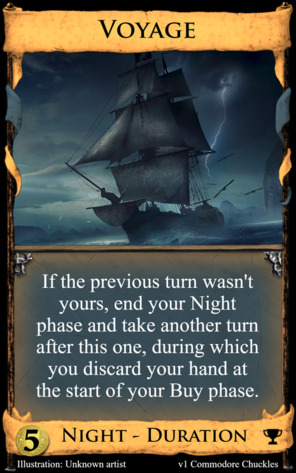 VOYAGE
If the previous turn wasn't
yours, end your Night
phase and take another turn
after this one, during which
you discard your hand at
the start of your Buy phase.
5 NIGHT - DURATION
Illustration: Unknown artist v1 Commodore Chuckles